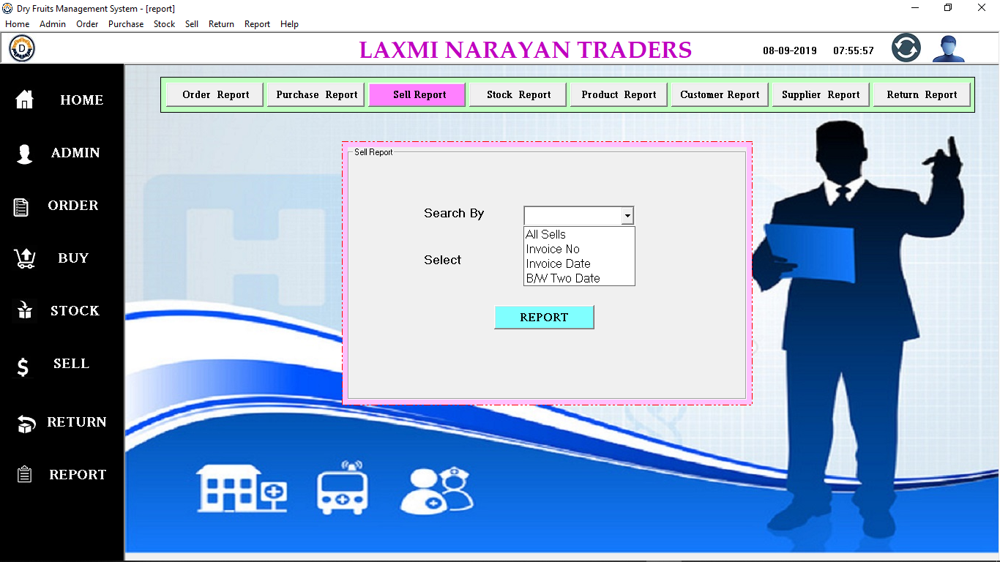 Dry Fruits Management System - [report]
Home Admin Order Purchase Stock Sell Return Report Help
D LAXMI NARAYAN TRADERS 08-09-2019 07:55:57
Order Report Purchase Report Sell Report Stock Report Product Report Customer Report Supplier Report Return Report
HOME
ADMIN
ORDER
BUY
STOCK
SELL
RETURN
REPORT
Sell Report
Search By
All Sells
Invoice No
Invoice Date
B/W Two Date
Select
REPORT
H